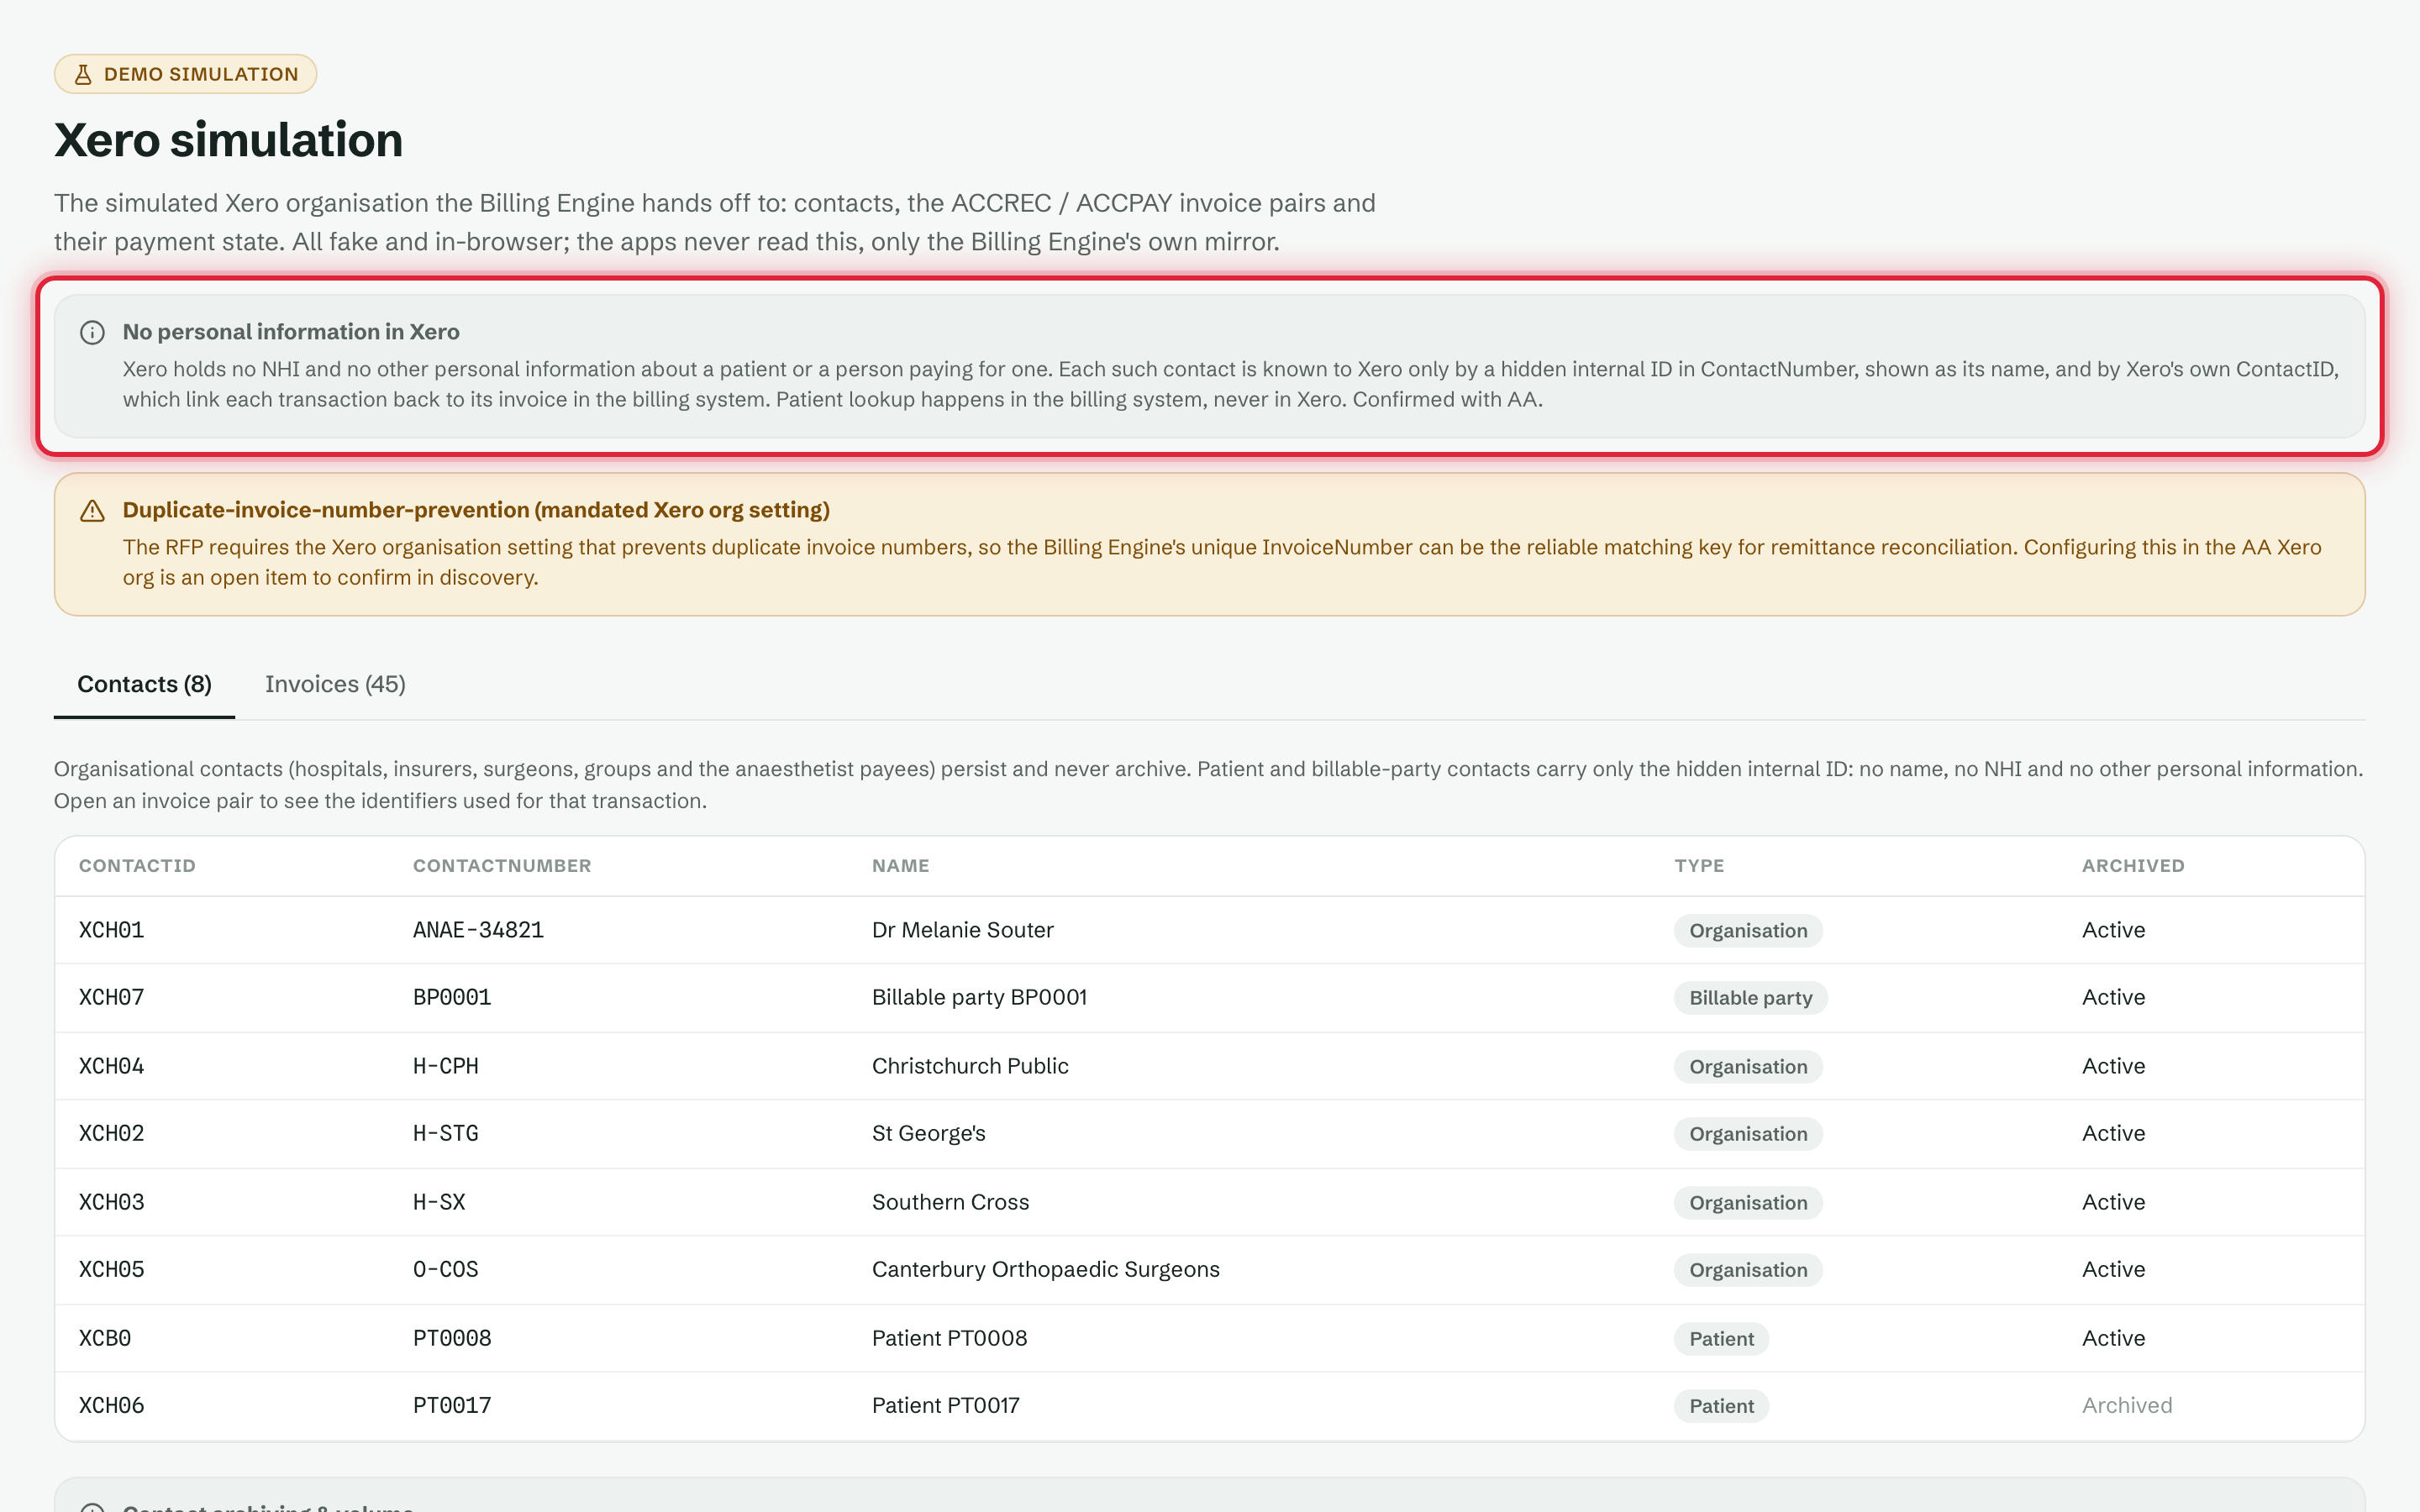 DEMO SIMULATION
Xero simulation
The simulated Xero organisation the Billing Engine hands off to: contacts, the ACCREC / ACCPAY invoice pairs and
their payment state. All fake and in-browser; the apps never read this, only the Billing Engine's own mirror.
No personal information in Xero
Xero holds no NHI and no other personal information about a patient or a person paying for one. Each such contact is known to Xero only by a hidden internal ID in ContactNumber, shown as its name, and by Xero's own ContactID,
which link each transaction back to its invoice in the billing system. Patient lookup happens in the billing system, never in Xero. Confirmed with AA.
Duplicate-invoice-number-prevention (mandated Xero org setting)
The RFP requires the Xero organisation setting that prevents duplicate invoice numbers, so the Billing Engine's unique InvoiceNumber can be the reliable matching key for remittance reconciliation. Configuring this in the AA Xero
org is an open item to confirm in discovery.
Contacts (8) Invoices (45)
Organisational contacts (hospitals, insurers, surgeons, groups and the anaesthetist payees) persist and never archive. Patient and billable-party contacts carry only the hidden internal ID: no name, no NHI and no other personal information.
Open an invoice pair to see the identifiers used for that transaction.
CONTACTID CONTACTNUMBER NAME TYPE ARCHIVED
XCH01 ANAE-34821 Dr Melanie Souter Organisation Active
XCH07 BP0001 Billable party BP0001 Billable party Active
XCH04 H-CPH Christchurch Public Organisation Active
XCH02 H-STG St George's Organisation Active
XCH03 H-SX Southern Cross Organisation Active
XCH05 O-COS Canterbury Orthopaedic Surgeons Organisation Active
XCB0 PT0008 Patient PT0008 Patient Active
XCH06 PT0017 Patient PT0017 Patient Archived
Contact archiving & volume